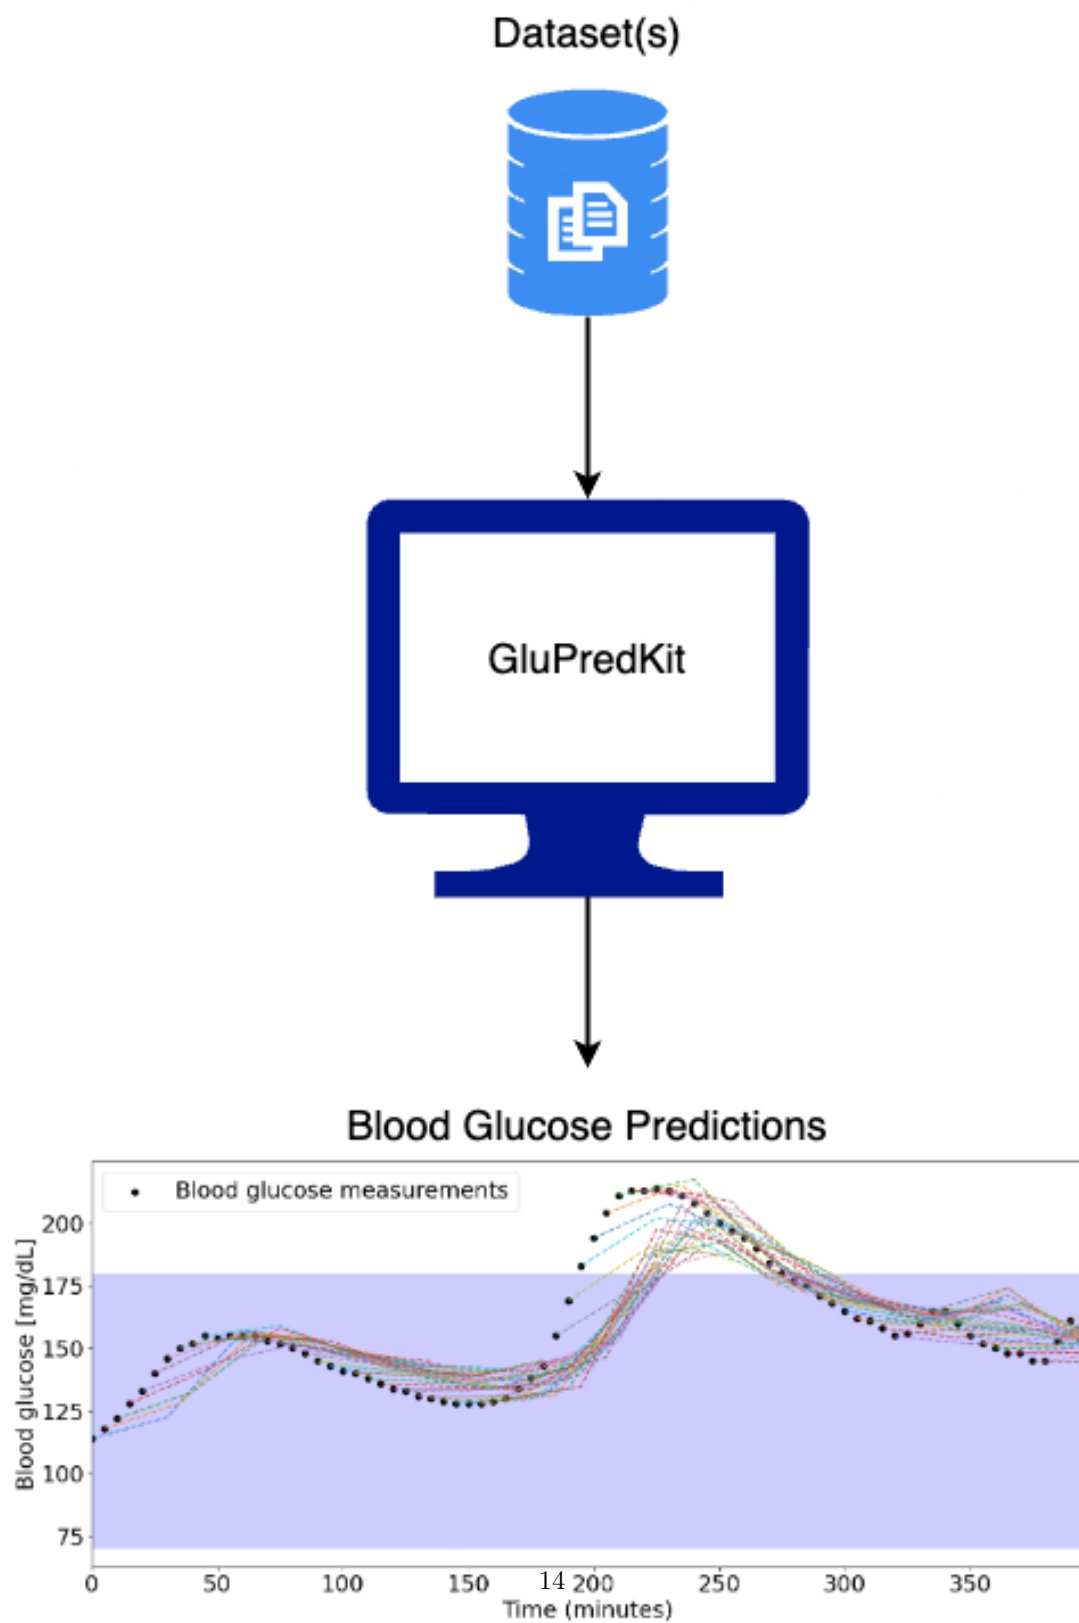 Dataset(s)
GluPredKit
Blood Glucose Predictions
Blood glucose measurements
Blood glucose [mg/dL]
200
175
150
125
100
75
0 50 100 150 200 250 300 350
14
Time (minutes)